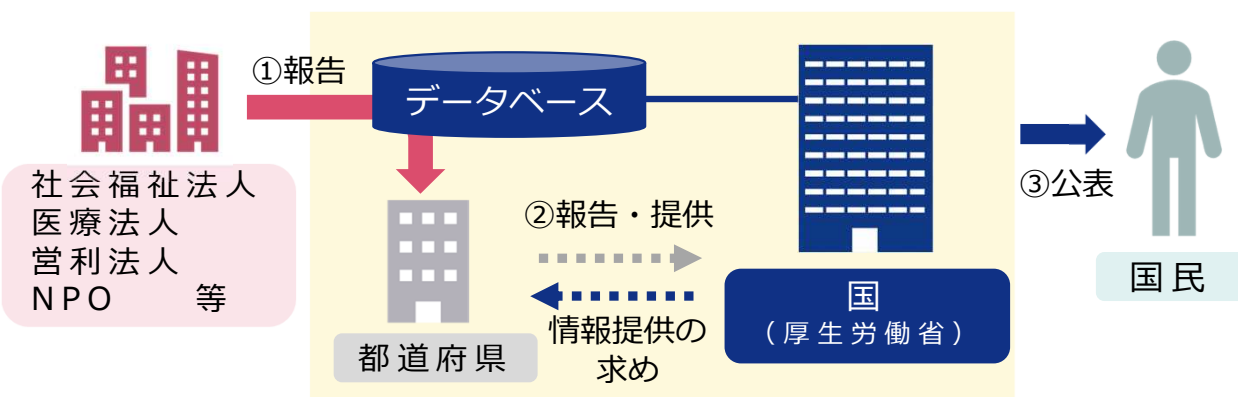 ①報告
データベース
社会福祉法人
医療法人
営利法人
NPO 等
②報告・提供
情報提供の
求め
都道府県
国
(厚生労働省)
③公表
国民